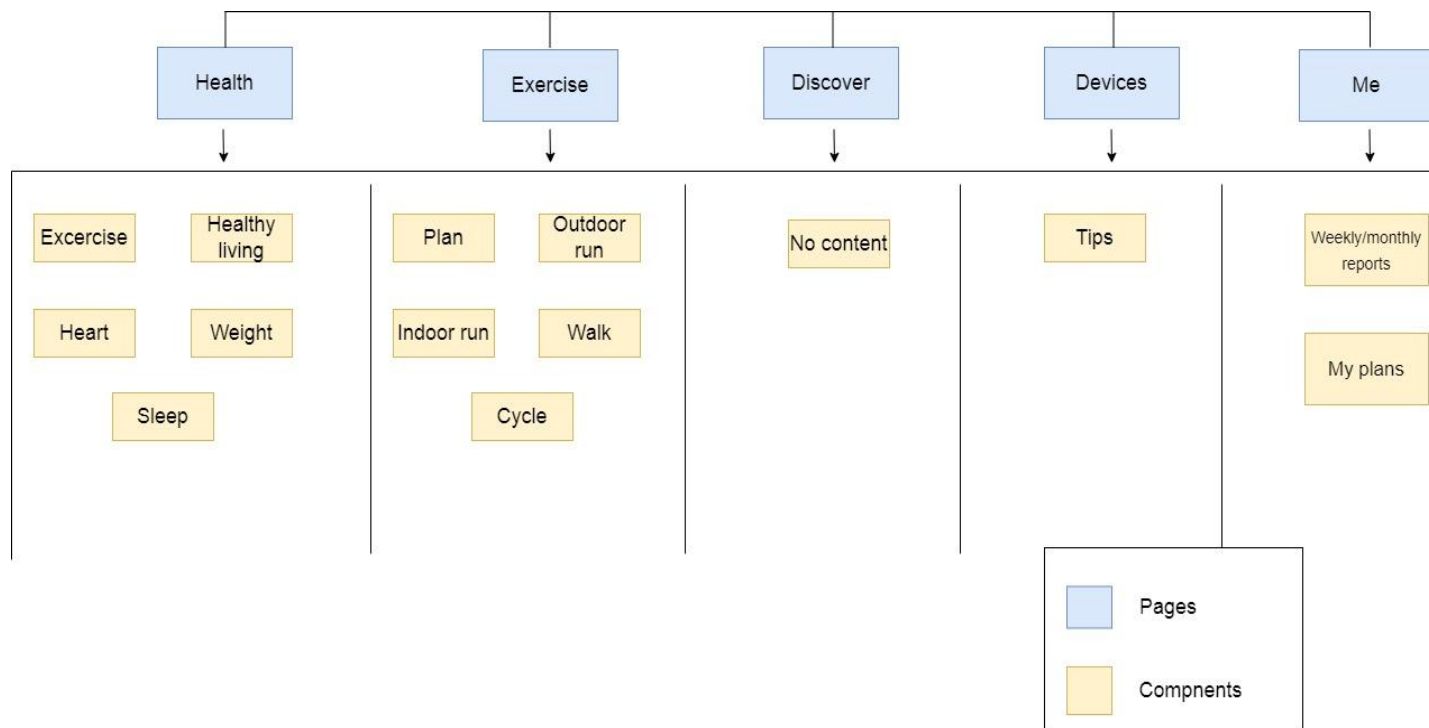 Health
Exercise
Discover
Devices
Me
Excercise
Healthy
living
Heart
Weight
Sleep
Plan
Outdoor
run
Indoor run
Walk
Cycle
No content
Tips
Weekly/monthly
reports
My plans
Pages
Compnents